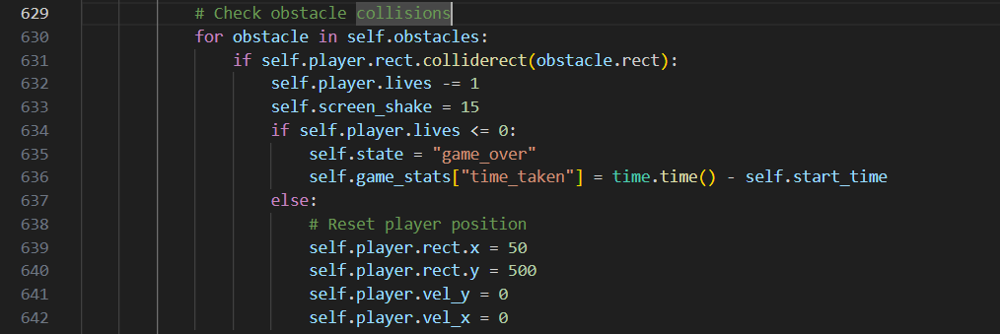 629 # Check obstacle collisions
630 for obstacle in self.obstacles:
631 if self.player.rect.colliderect(obstacle.rect):
632 self.player.lives -= 1
633 self.screen_shake = 15
634 if self.player.lives <= 0:
635 self.state = "game_over"
636 self.game_stats["time_taken"] = time.time() - self.start_time
637 else:
638 # Reset player position
639 self.player.rect.x = 50
640 self.player.rect.y = 500
641 self.player.vel_y = 0
642 self.player.vel_x = 0